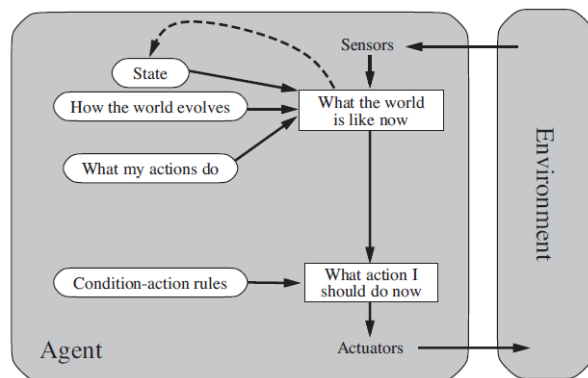 Sensors
State
How the world evolves
What the world
is like now
What my actions do
Condition-action rules
What action I
should do now
Agent
Actuators
Environment